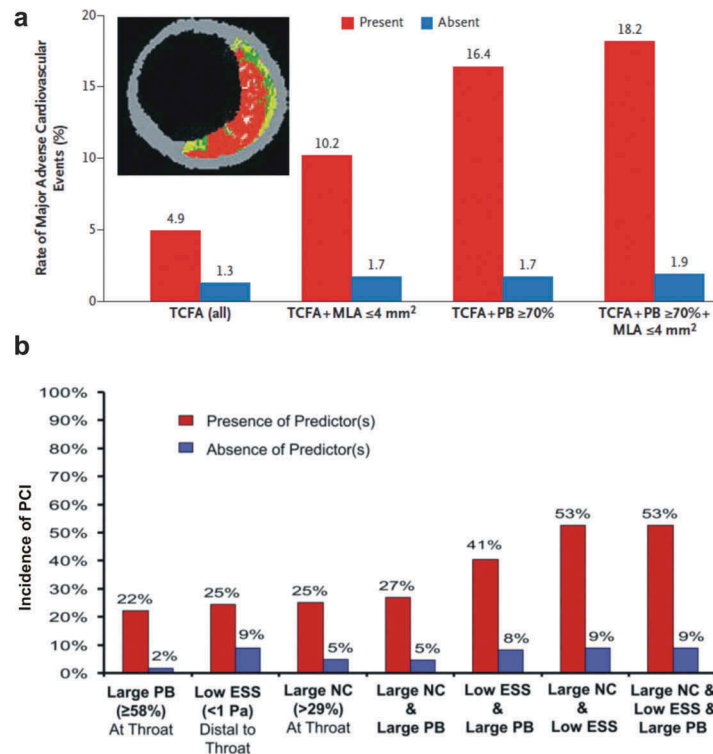 a
Rate of Major Adverse Cardiovascular
Events (%)
20
15
10
5
0
Present
Absent
4.9
1.3
10.2
1.7
16.4
1.7
18.2
1.9
TCFA (all)
TCFA+MLA ≤4 mm²
TCFA+PB ≥70%
TCFA+PB ≥70%+
MLA ≤4 mm²
b
Incidence of PCI
100%
90%
80%
70%
60%
50%
40%
30%
20%
10%
0%
Presence of Predictor(s)
Absence of Predictor(s)
22%
2%
25%
9%
25%
5%
27%
5%
41%
8%
53%
9%
53%
9%
Large PB
(≥58%)
At Throat
Low ESS
(<1 Pa)
Distal to
Throat
Large NC
(>29%)
At Throat
Large NC
&
Large PB
Low ESS
&
Large PB
Large NC
&
Low ESS
Large NC &
Low ESS &
Large PB